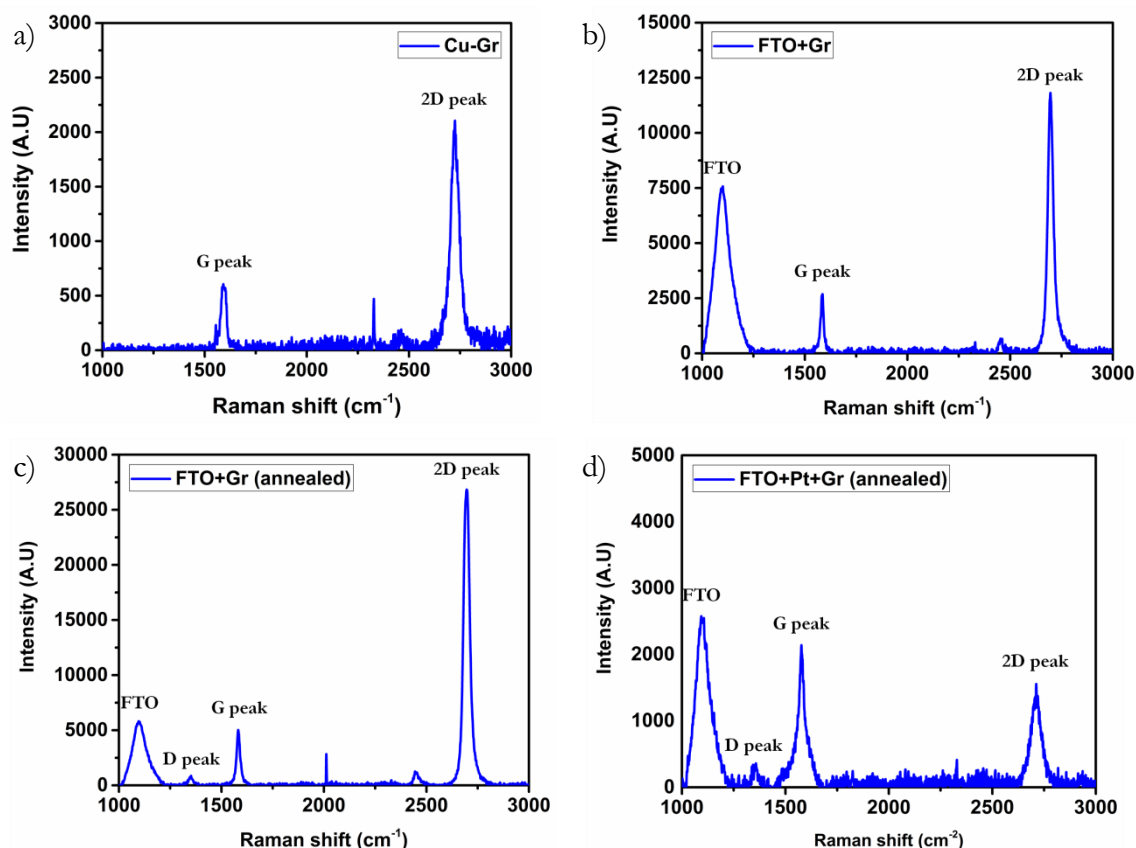 a)
Cu-Gr
2D peak
G peak
Intensity (A.U)
3000
2500
2000
1500
1000
500
0
1000 1500 2000 2500 3000
Raman shift (cm⁻¹)
b)
FTO+Gr
2D peak
FTO
G peak
Intensity (A.U)
15000
12500
10000
7500
5000
2500
0
1000 1500 2000 2500 3000
Raman shift (cm⁻¹)
c)
FTO+Gr (annealed)
2D peak
FTO
G peak
D peak
Intensity (A.U)
30000
25000
20000
15000
10000
5000
0
1000 1500 2000 2500 3000
Raman shift (cm⁻¹)
d)
FTO+Pt+Gr (annealed)
FTO
G peak
2D peak
D peak
Intensity (A.U)
5000
4000
3000
2000
1000
0
1000 1500 2000 2500 3000
Raman shift (cm⁻²)